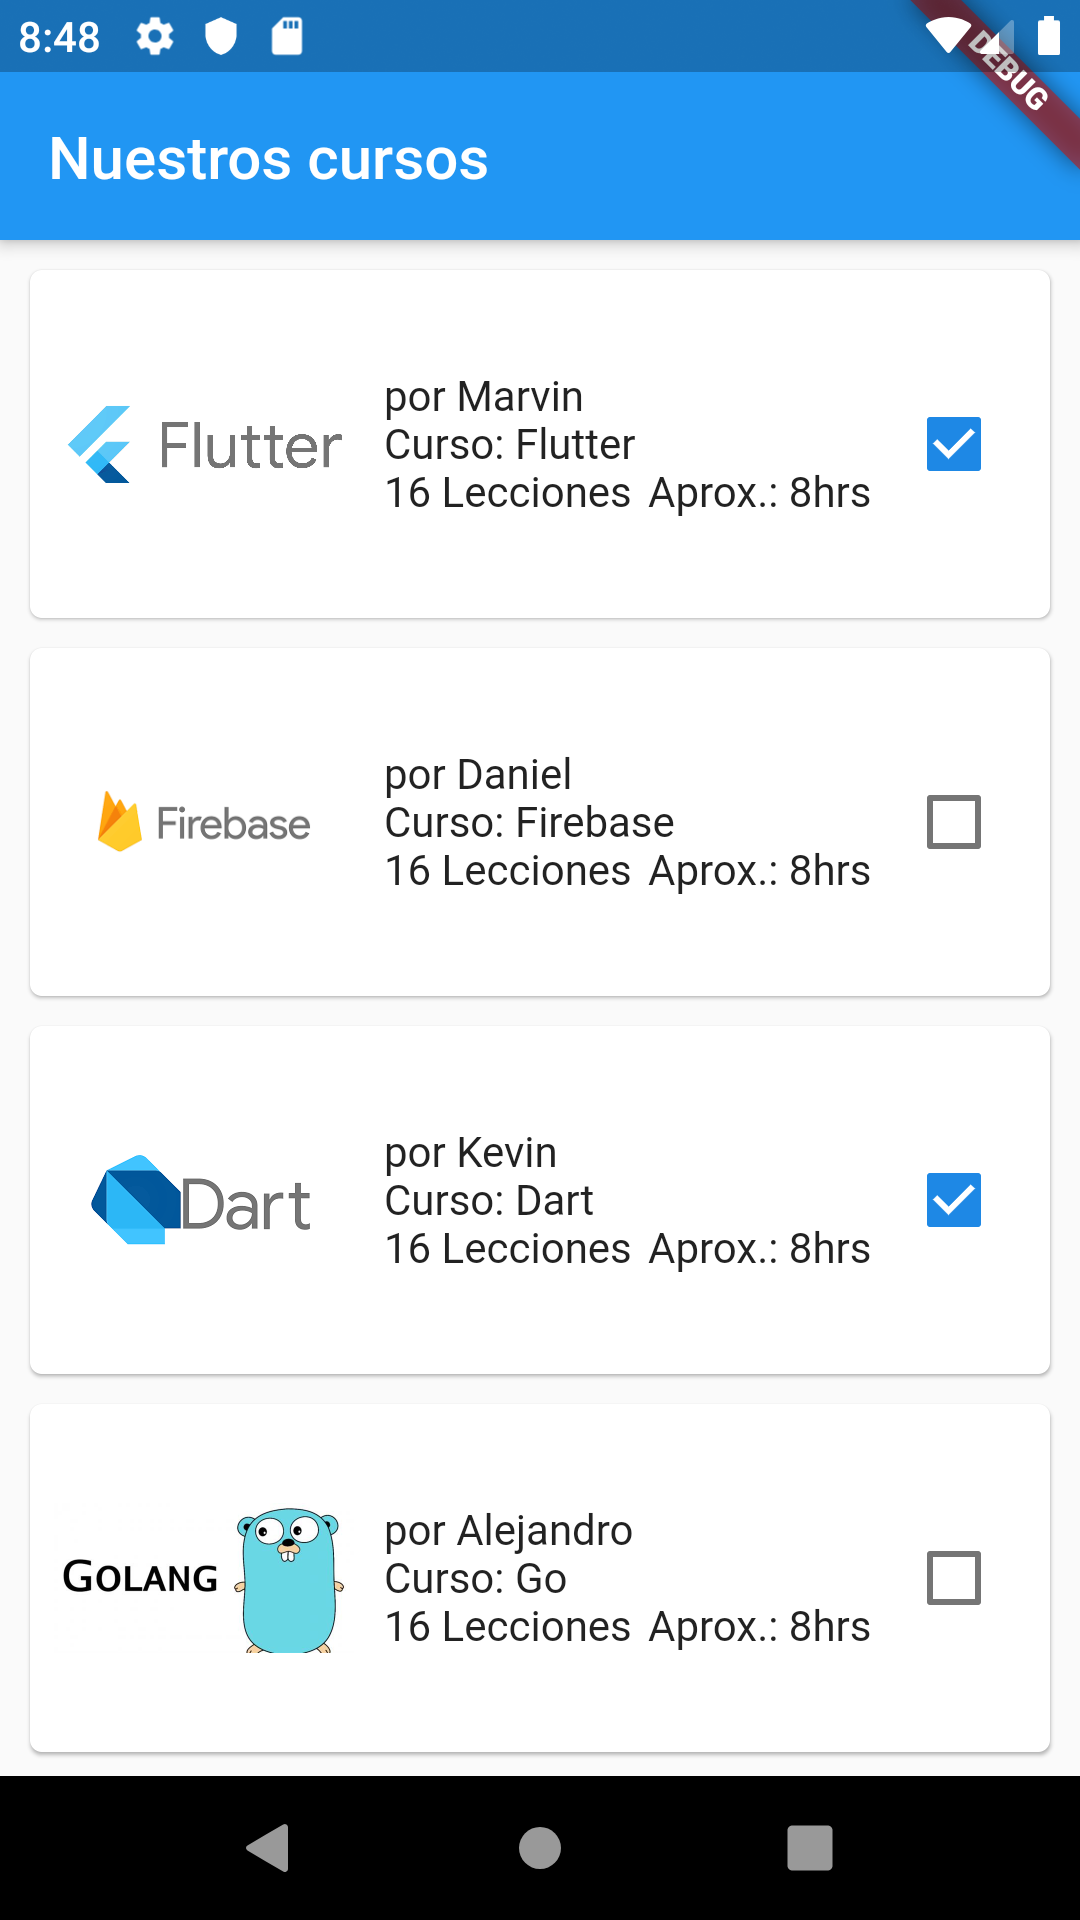 8:48
DEBUG
Nuestros cursos
Flutter
por Marvin
Curso: Flutter
16 Lecciones Aprox.: 8hrs
Firebase
por Daniel
Curso: Firebase
16 Lecciones Aprox.: 8hrs
Dart
por Kevin
Curso: Dart
16 Lecciones Aprox.: 8hrs
GOLANG
por Alejandro
Curso: Go
16 Lecciones Aprox.: 8hrs